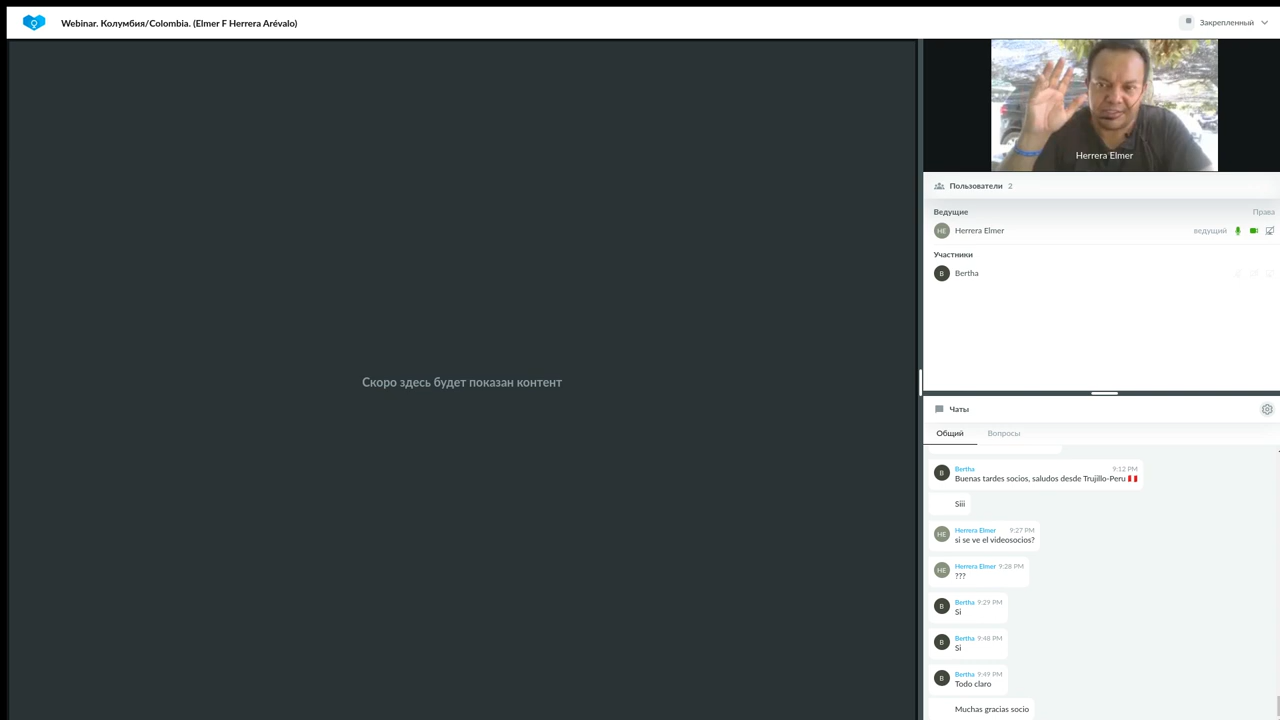 Webinar. Колумбия/Colombia. (Elmer F Herrera Arévalo)
Закрепленный
Скоро здесь будет показан контент
Herrera Elmer
Пользователи 2
Ведущие Права
HE Herrera Elmer ведущий
Участники
B Bertha
Чаты
Общий Вопросы
B Bertha 9:12 PM
Buenas tardes socios, saludos desde Trujillo-Peru
Siii
HE Herrera Elmer 9:27 PM
si se ve el videosocios?
HE Herrera Elmer 9:28 PM
???
B Bertha 9:29 PM
Si
B Bertha 9:48 PM
Si
B Bertha 9:49 PM
Todo claro
Muchas gracias socio